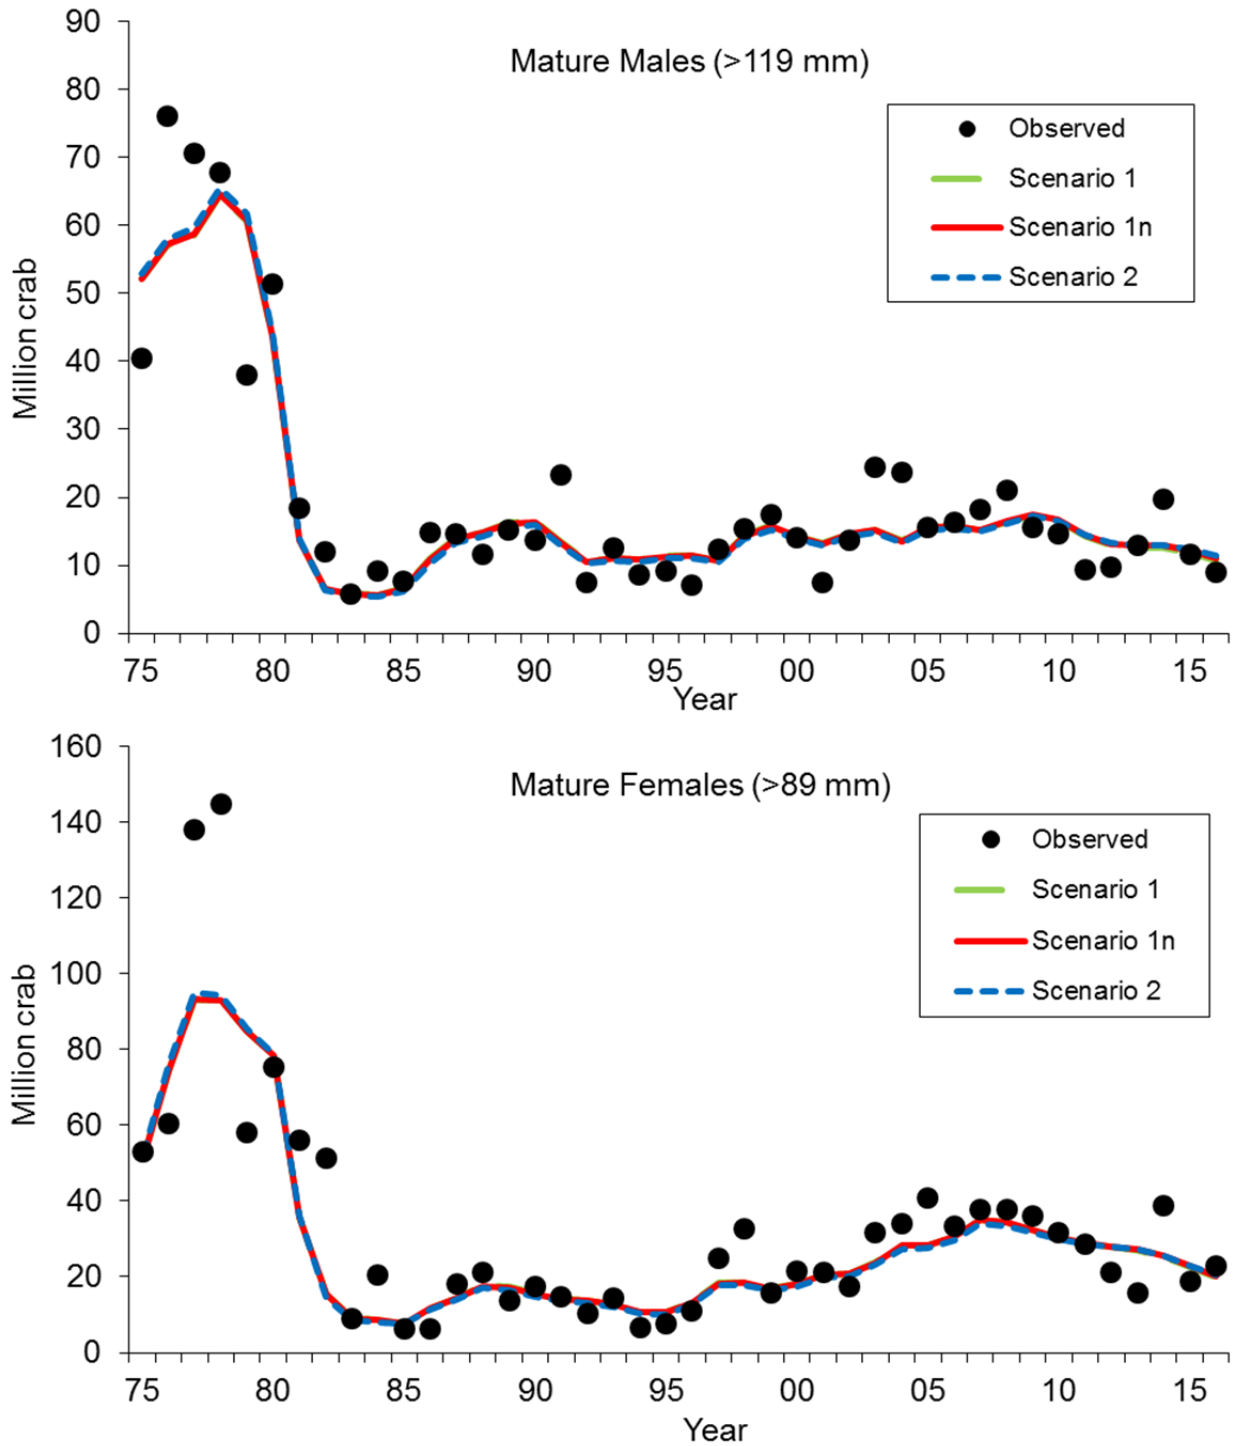 90
Mature Males (>119 mm)
80
Observed
70
Scenario 1
60
Scenario 1n
50
Scenario 2
Million crab
40
30
20
10
0
75 80 85 90 95 00 05 10 15
Year
160
Mature Females (>89 mm)
140
Observed
120
Scenario 1
100
Scenario 1n
80
Scenario 2
Million crab
60
40
20
0
75 80 85 90 95 00 05 10 15
Year